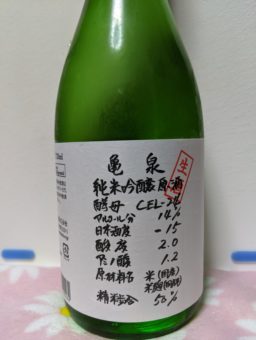 亀泉
生
純米吟醸原酒
酵母 CEL-24
アルコール分 14%
日本酒度 -15
酸度 2.0
アミノ酸 1.2
原材料名 米(国産)
米麹(国産米)
精米歩合 50%